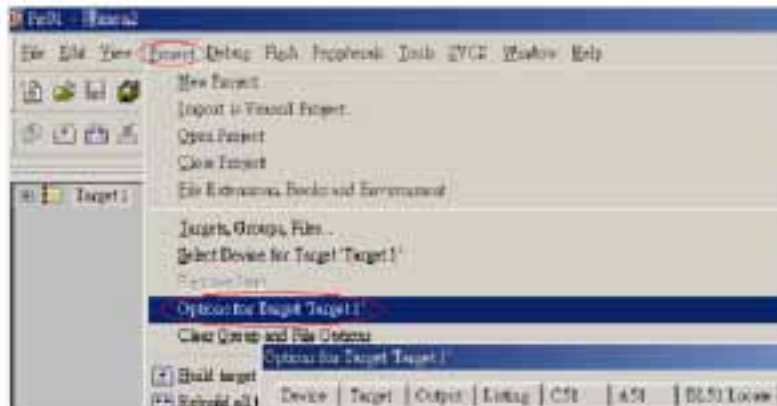 File Edit View Project Debug Flash Peripherals Tools SVCS Window Help
New Project
Import µVision1 Project...
Open Project
Close Project
File Extensions, Books and Environment
Target 1
Targets, Groups, Files...
Select Device for Target 'Target 1'
Options for Target 'Target 1'
Clear Group and File Options
Options for Target 'Target 1'
Build target
Device Target Output Listing C51 A51 BL51 Locate
Rebuild all t